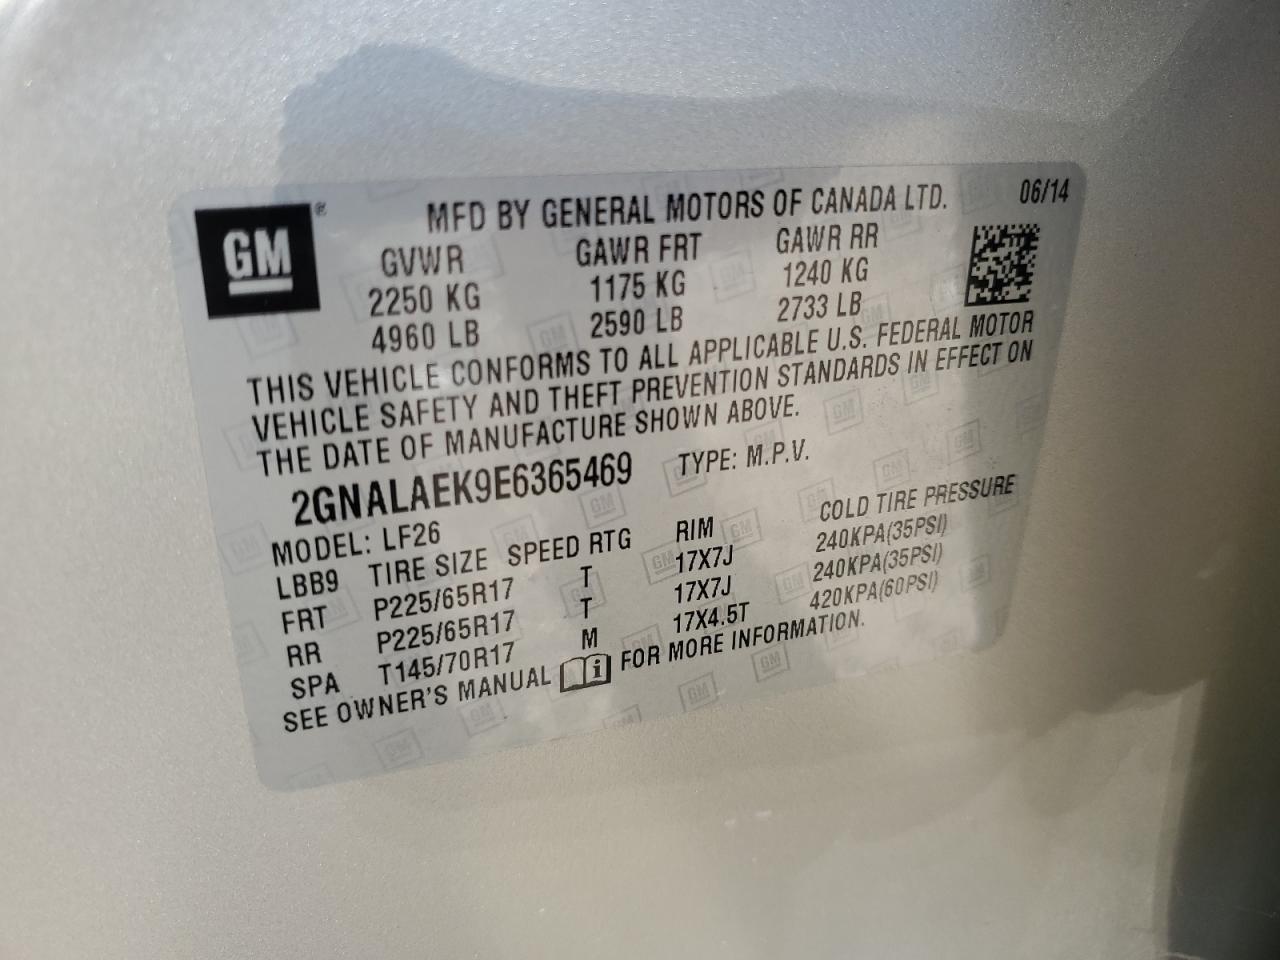 GM ®
MFD BY GENERAL MOTORS OF CANADA LTD. 06/14
GVWR GAWR FRT GAWR RR
2250 KG 1175 KG 1240 KG
4960 LB 2590 LB 2733 LB
THIS VEHICLE CONFORMS TO ALL APPLICABLE U.S. FEDERAL MOTOR
VEHICLE SAFETY AND THEFT PREVENTION STANDARDS IN EFFECT ON
THE DATE OF MANUFACTURE SHOWN ABOVE.
2GNALAEK9E6365469 TYPE: M.P.V.
MODEL: LF26
LBB9 TIRE SIZE SPEED RTG RIM COLD TIRE PRESSURE
FRT P225/65R17 T 17X7J 240KPA(35PSI)
RR P225/65R17 T 17X7J 240KPA(35PSI)
SPA T145/70R17 M 17X4.5T 420KPA(60PSI)
SEE OWNER'S MANUAL i FOR MORE INFORMATION.